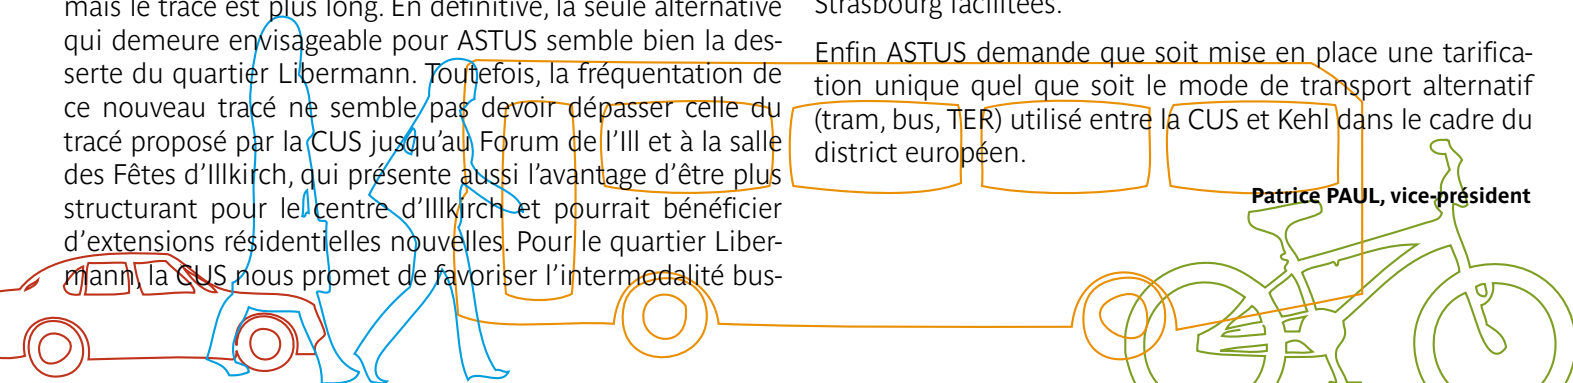 mais le tracé est plus long. En définitive, la seule alternative
qui demeure envisageable pour ASTUS semble bien la des-
serte du quartier Libermann. Toutefois, la fréquentation de
ce nouveau tracé ne semble pas devoir dépasser celle du
tracé proposé par la CUS jusqu’au Forum de l’Ill et à la salle
des Fêtes d’Illkirch, qui présente aussi l’avantage d’être plus
structurant pour le centre d’Illkirch et pourrait bénéficier
d’extensions résidentielles nouvelles. Pour le quartier Liber-
mann, la CUS nous promet de favoriser l’intermodalité bus-
Strasbourg facilitées.
Enfin ASTUS demande que soit mise en place une tarifica-
tion unique quel que soit le mode de transport alternatif
(tram, bus, TER) utilisé entre la CUS et Kehl dans le cadre du
district européen.
Patrice PAUL, vice-président